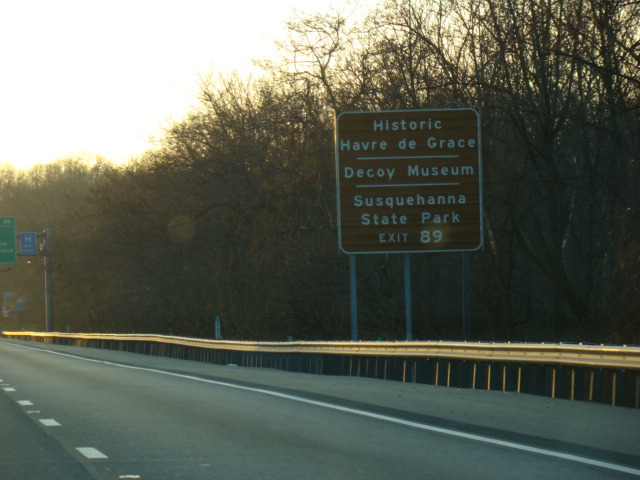 Historic
Havre de Grace
Decoy Museum
Susquehanna
State Park
EXIT 89
H